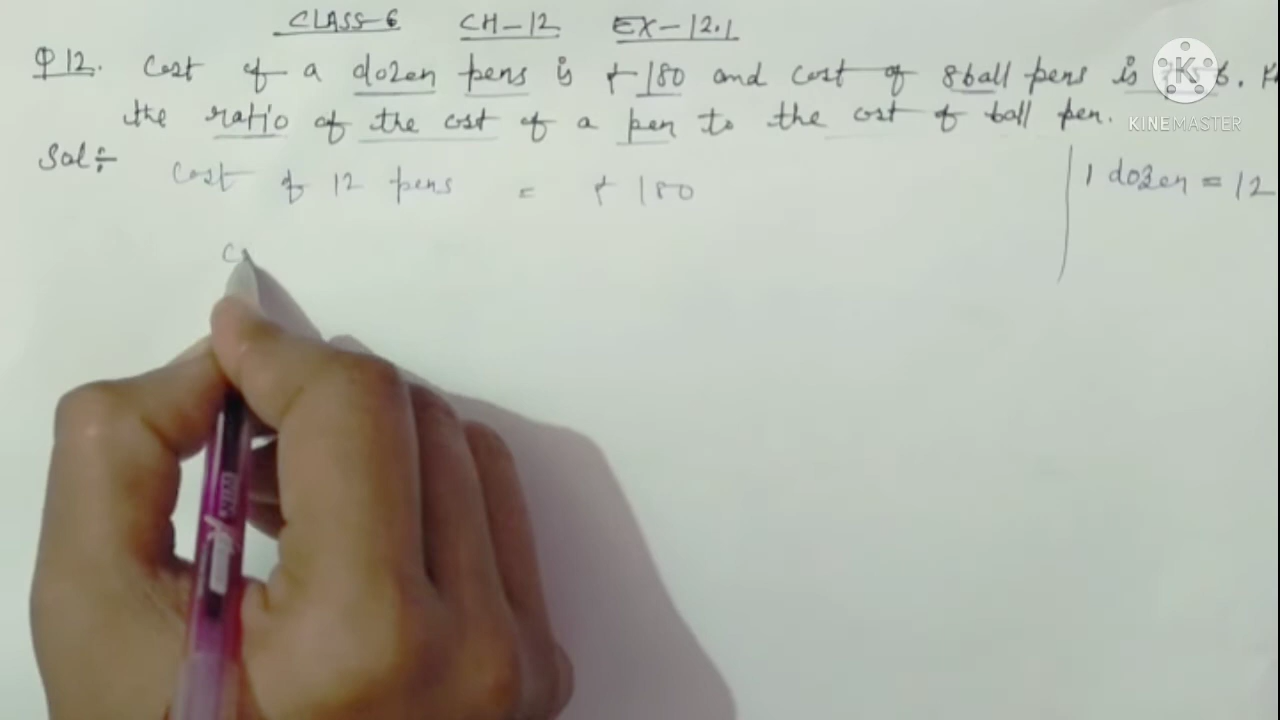 CLASS-6 CH-12 EX-12.1
Q12. Cost of a dozen pens is ₹180 and cost of 8 ball pens is
the ratio of the cost of a pen to the cost of ball pen.
Sol:- Cost of 12 pens = ₹180
1 dozen = 12
K
KINEMASTER